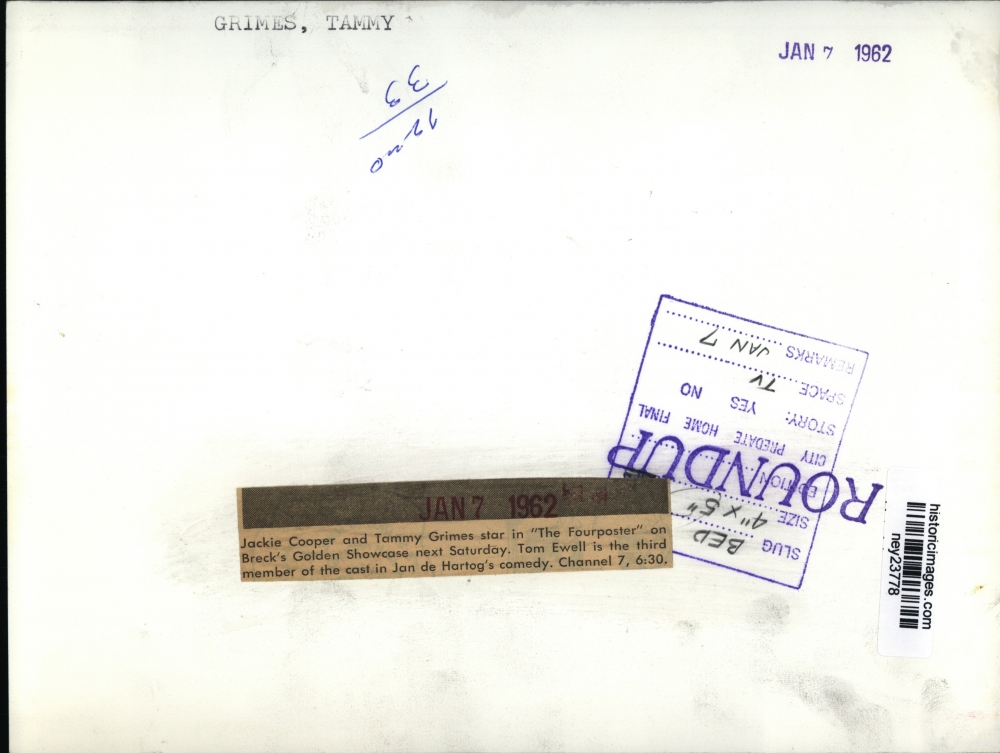 GRIMES, TAMMY
JAN 7 1962
33
JAN 7 1962
Jackie Cooper and Tammy Grimes star in "The Fourposter" on
Breck's Golden Showcase next Saturday. Tom Ewell is the third
member of the cast in Jan de Hartog's comedy. Channel 7, 6:30.
ROUNDUP
SLUG BED
SIZE 4" X 5"
EDITION
CITY PREDATE HOME FINAL
STORY: YES NO
SPACE TV
REMARKS JAN 7
historicimages.com
ney23778